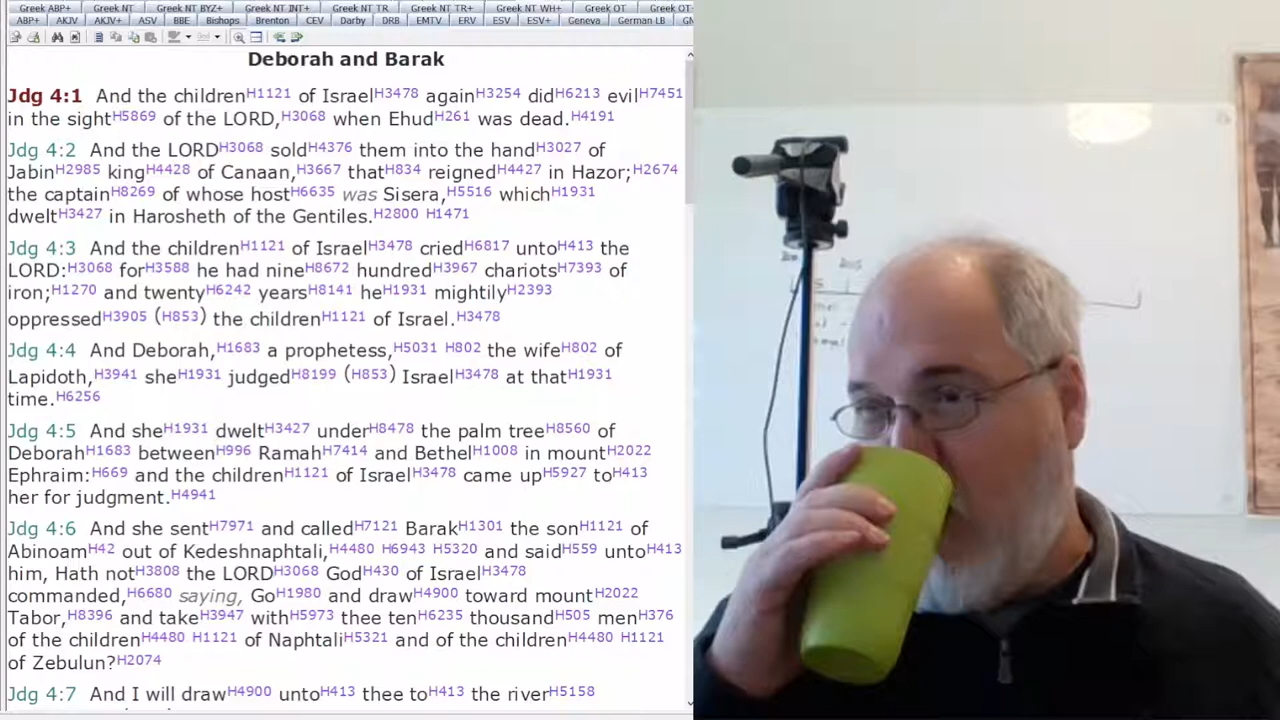 Greek ABP+ Greek NT Greek NT BYZ+ Greek NT INT+ Greek NT TR Greek NT TR+ Greek NT WH+ Greek OT Greek OT+
ABP+ AKJV AKJV+ ASV BBE Bishops Brenton CEV Darby DRB EMTV ERV ESV ESV+ Geneva German LB GN
Deborah and Barak
Jdg 4:1 And the childrenH1121 of IsraelH3478 againH3254 didH6213 evilH7451
in the sightH5869 of the LORD,H3068 when EhudH261 was dead.H4191
Jdg 4:2 And the LORDH3068 soldH4376 them into the handH3027 of
JabinH2985 kingH4428 of Canaan,H3667 thatH834 reignedH4427 in Hazor;H2674
the captainH8269 of whose hostH6635 was Sisera,H5516 whichH1931
dweltH3427 in Harosheth of the Gentiles.H2800 H1471
Jdg 4:3 And the childrenH1121 of IsraelH3478 criedH6817 untoH413 the
LORD:H3068 forH3588 he had nineH8672 hundredH3967 chariotsH7393 of
iron;H1270 and twentyH6242 yearsH8141 heH1931 mightilyH2393
oppressedH3905 (H853) the childrenH1121 of Israel.H3478
Jdg 4:4 And Deborah,H1683 a prophetess,H5031 H802 the wifeH802 of
Lapidoth,H3941 sheH1931 judgedH8199 (H853) IsraelH3478 at thatH1931
time.H6256
Jdg 4:5 And sheH1931 dweltH3427 underH8478 the palm treeH8560 of
DeborahH1683 betweenH996 RamahH7414 and BethelH1008 in mountH2022
Ephraim:H669 and the childrenH1121 of IsraelH3478 came upH5927 toH413
her for judgment.H4941
Jdg 4:6 And she sentH7971 and calledH7121 BarakH1301 the sonH1121 of
AbinoamH42 out of Kedeshnaphtali,H4480 H6943 H5320 and saidH559 untoH413
him, Hath notH3808 the LORDH3068 GodH430 of IsraelH3478
commanded,H6680 saying, GoH1980 and drawH4900 toward mountH2022
Tabor,H8396 and takeH3947 withH5973 thee tenH6235 thousandH505 menH376
of the childrenH4480 H1121 of NaphtaliH5321 and of the childrenH4480 H1121
of Zebulun?H2074
Jdg 4:7 And I will drawH4900 untoH413 thee toH413 the riverH5158